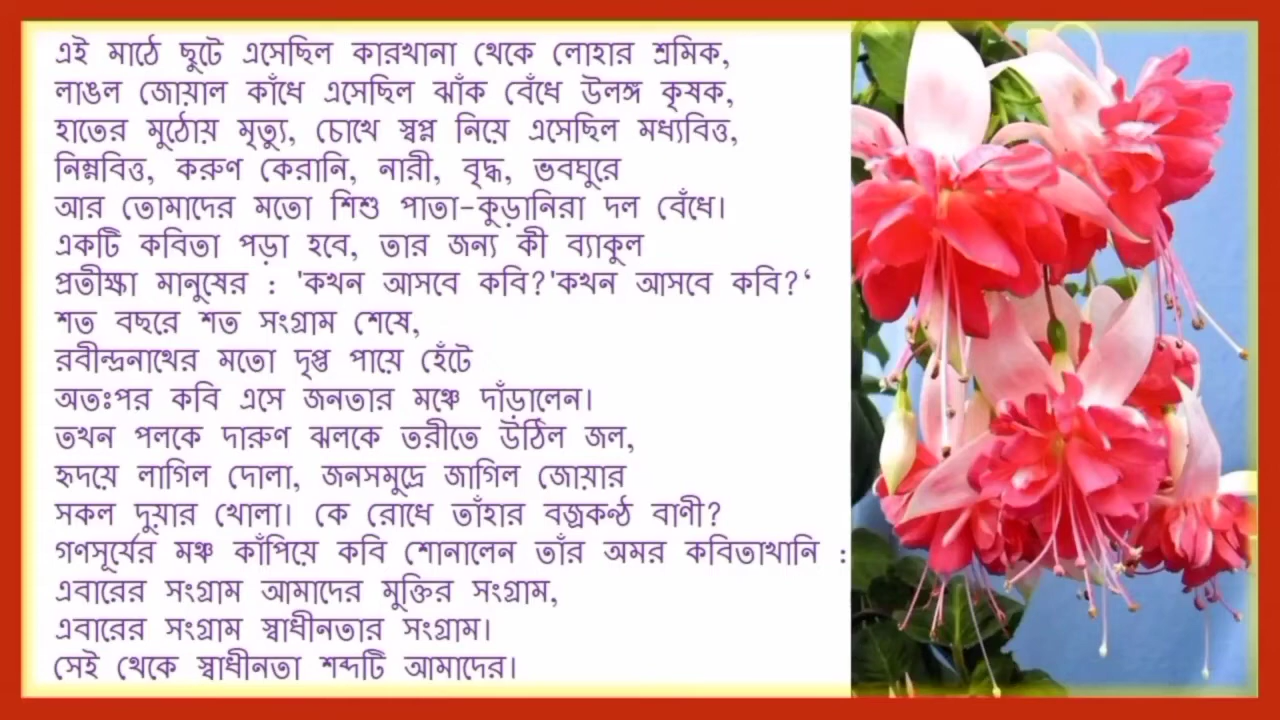 এই মাঠে ছুটে এসেছিল কারখানা থেকে লোহার শ্রমিক,
লাঙল জোয়াল কাঁধে এসেছিল ঝাঁক বেঁধে উলঙ্গ কৃষক,
হাতের মুঠোয় মৃত্যু, চোখে স্বপ্ন নিয়ে এসেছিল মধ্যবিত্ত,
নিম্নবিত্ত, করুণ কেরানি, নারী, বৃদ্ধ, ভবঘুরে
আর তোমাদের মতো শিশু পাতা-কুড়ানিরা দল বেঁধে।
একটি কবিতা পড়া হবে, তার জন্য কী ব্যাকুল
প্রতীক্ষা মানুষের : 'কখন আসবে কবি?'কখন আসবে কবি?‘
শত বছরে শত সংগ্রাম শেষে,
রবীন্দ্রনাথের মতো দৃপ্ত পায়ে হেঁটে
অতঃপর কবি এসে জনতার মঞ্চে দাঁড়ালেন।
তখন পলকে দারুণ ঝলকে তরীতে উঠিল জল,
হৃদয়ে লাগিল দোলা, জনসমুদ্রে জাগিল জোয়ার
সকল দুয়ার খোলা। কে রোধে তাঁহার বজ্রকণ্ঠ বাণী?
গণসূর্যের মঞ্চ কাঁপিয়ে কবি শোনালেন তাঁর অমর কবিতাখানি :
এবারের সংগ্রাম আমাদের মুক্তির সংগ্রাম,
এবারের সংগ্রাম স্বাধীনতার সংগ্রাম।
সেই থেকে স্বাধীনতা শব্দটি আমাদের।